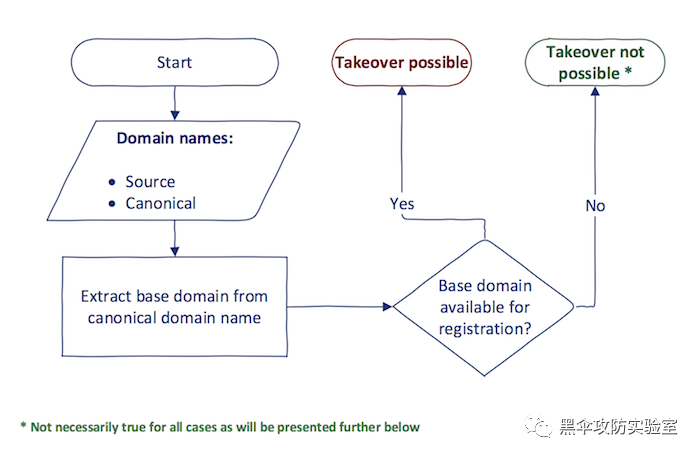 Start
Takeover possible
Takeover not
possible *
Domain names:
• Source
• Canonical
Yes
No
Extract base domain from
canonical domain name
Base domain
available for
registration?
* Not necessarily true for all cases as will be presented further below
黑伞攻防实验室